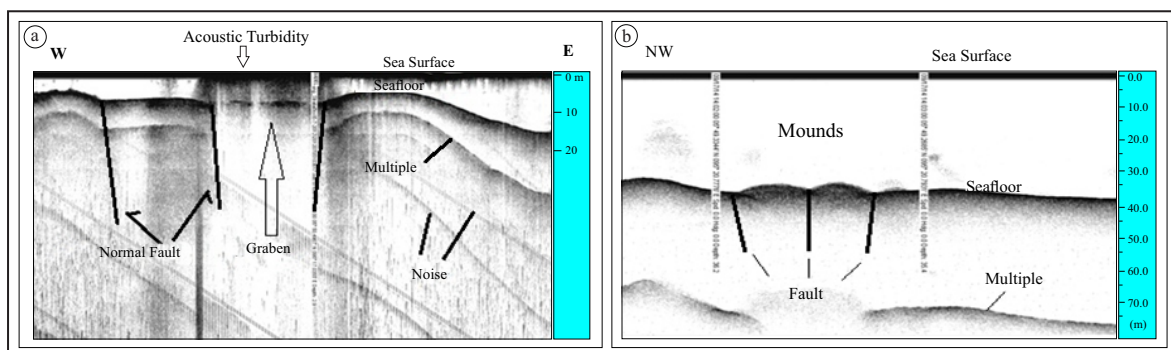 a
W
Acoustic Turbidity
E
Sea Surface
Seafloor
0 m
10
20
Multiple
Normal Fault
Graben
Noise
b
NW
Sea Surface
Mounds
Seafloor
Fault
Multiple
0.0
10.0
20.0
30.0
40.0
50.0
60.0
70.0
(m)